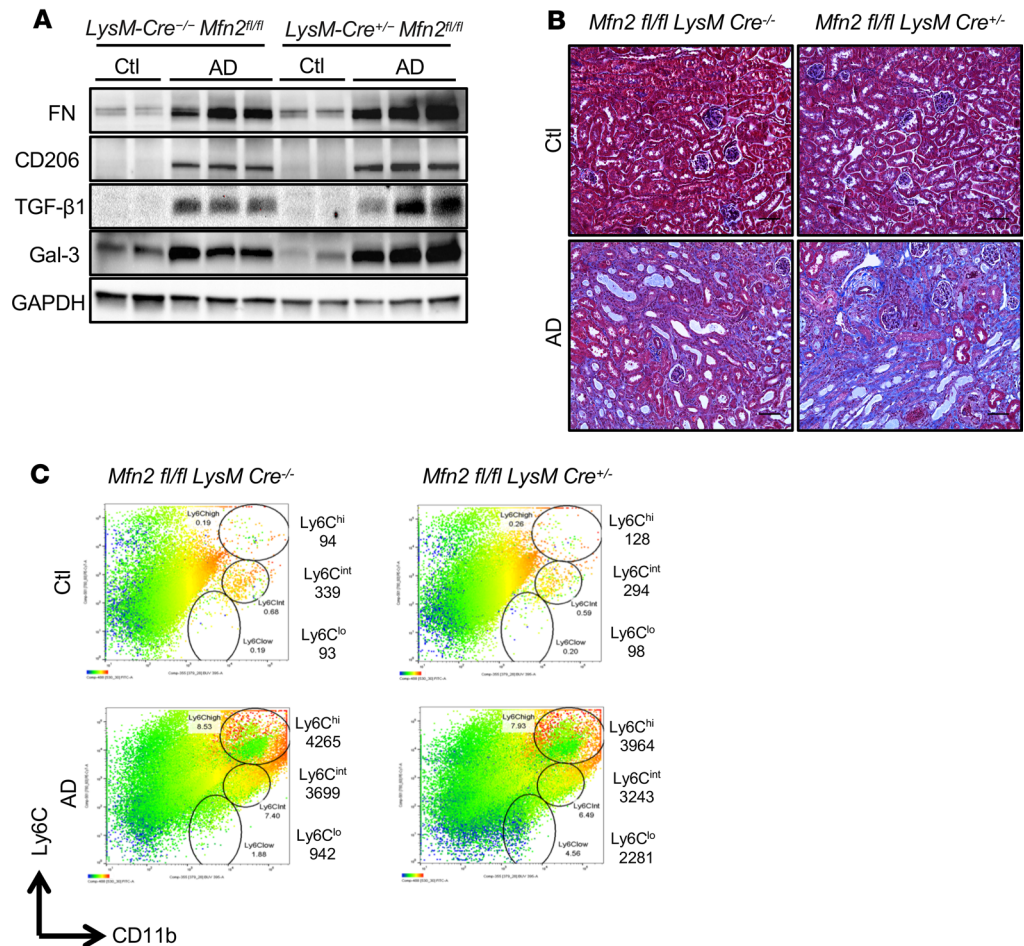 A
LysM-Cre−/− Mfn2fl/fl LysM-Cre+/− Mfn2fl/fl
Ctl AD Ctl AD
FN
CD206
TGF-β1
Gal-3
GAPDH
B
Mfn2 fl/fl LysM Cre-/- Mfn2 fl/fl LysM Cre+/-
Ctl
AD
C
Mfn2 fl/fl LysM Cre-/- Mfn2 fl/fl LysM Cre+/-
Ctl
Ly6Chigh
0.19
Ly6CInt
0.68
Ly6Clow
0.19
Ly6Chi
94
Ly6Cint
339
Ly6Clo
93
Ly6Chigh
0.26
Ly6CInt
0.59
Ly6Clow
0.20
Ly6Chi
128
Ly6Cint
294
Ly6Clo
98
AD
Ly6Chigh
8.53
Ly6CInt
7.40
Ly6Clow
1.88
Ly6Chi
4265
Ly6Cint
3699
Ly6Clo
942
Ly6Chigh
7.93
Ly6CInt
6.49
Ly6Clow
4.56
Ly6Chi
3964
Ly6Cint
3243
Ly6Clo
2281
Ly6C
CD11b